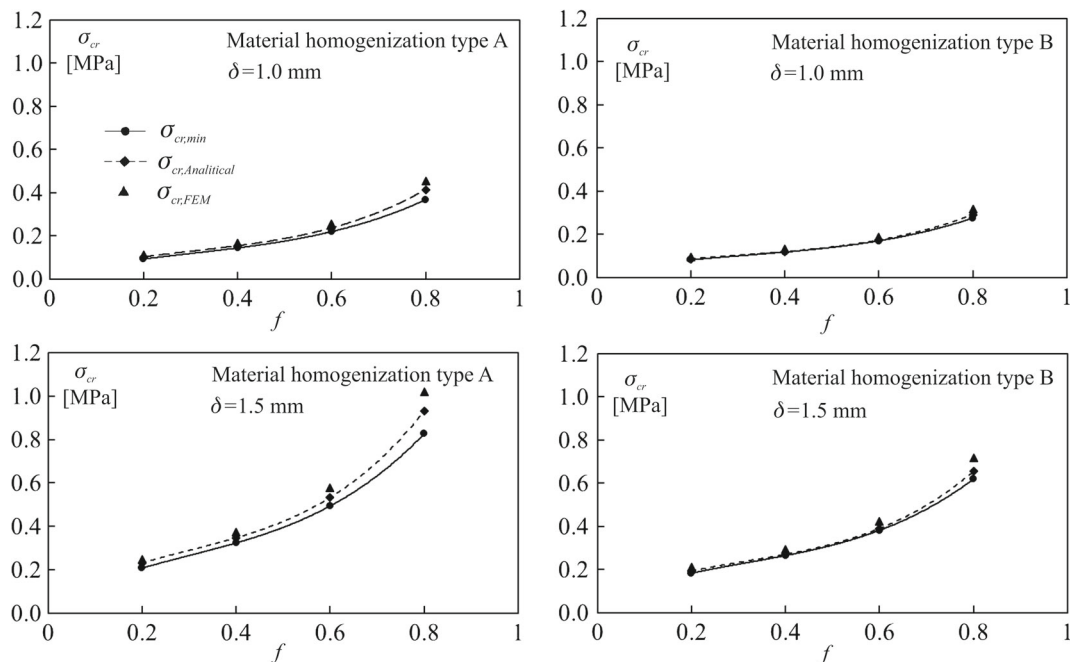 1.2
σcr
[MPa]
Material homogenization type A
δ=1.0 mm
1.0
0.8
σcr,min
σcr,Analitical
σcr,FEM
0.6
0.4
0.2
0.0
0 0.2 0.4 0.6 0.8 1
f
1.2
σcr
[MPa]
Material homogenization type B
δ=1.0 mm
1.0
0.8
0.6
0.4
0.2
0.0
0 0.2 0.4 0.6 0.8 1
f
1.2
σcr
[MPa]
Material homogenization type A
δ=1.5 mm
1.0
0.8
0.6
0.4
0.2
0.0
0 0.2 0.4 0.6 0.8 1
f
1.2
σcr
[MPa]
Material homogenization type B
δ=1.5 mm
1.0
0.8
0.6
0.4
0.2
0.0
0 0.2 0.4 0.6 0.8 1
f